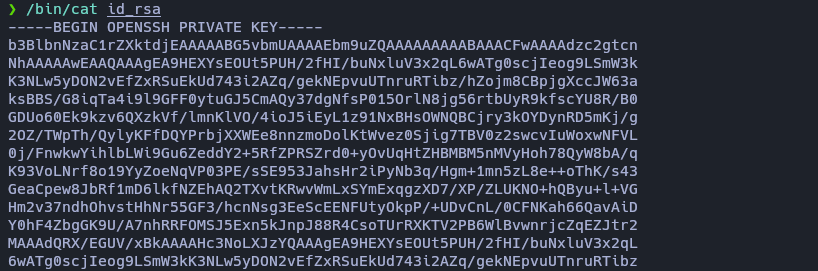 ❯ /bin/cat id_rsa
-----BEGIN OPENSSH PRIVATE KEY-----
b3BlbnNzaC1rZXktdjEAAAAABG5vbmUAAAAEbm9uZQAAAAAAAAABAAACFwAAAAdzc2gtcn
NhAAAAAwEAAQAAAgEA9HEXYsEOUt5PUH/2fHI/buNxluV3x2qL6wATg0scjIeog9LSmW3k
K3NLw5yDON2vEfZxRSuEkUd743i2AZq/gekNEpvuUTnruRTibz/hZojm8CBpjgXccJW63a
ksBBS/G8iqTa4i9l9GFF0ytuGJ5CmAQy37dgNfsP015OrlN8jg56rtbUyR9kfscYU8R/B0
GDUo60Ek9kzv6QXzkVf/lmnKlVO/4ioJ5iEyL1z91NxBHsOWNQBCjry3kOYDynRD5mKj/g
2OZ/TWpTh/QylyKFfDQYPrbjXXWEe8nnzmoDolKtWvez0Sjig7TBV0z2swcvIuWoxwNFVL
0j/FnwkwYihlbLWi9Gu6ZeddY2+5RfZPRSZrd0+yOvUqHtZHBMBM5nMVyHoh78QyW8bA/q
K93VoLNrf8o19YyZoeNqVP03PE/sSE953JahsHr2iPyNb3q/Hgm+1mn5zL8e++oThK/s43
GeaCpew8JbRf1mD6lkfNZEhAQ2TXvtKRwvWmLxSYmExqgzXD7/XP/ZLUKNO+hQByu+l+VG
Hm2v37ndhOhvstHhNr55GF3/hcnNsg3EeScEENFUtyOkpP/+UDvCnL/0CFNKah66QavAiD
Y0hF4ZbgGK9U/A7nhRRFOMSJ5Exn5kJnpJ88R4CsoTUrRXKTV2PB6WlBvwnrjcZqEZJtr2
MAAAdQRX/EGUV/xBkAAAAHc3NoLXJzYQAAAgEA9HEXYsEOUt5PUH/2fHI/buNxluV3x2qL
6wATg0scjIeog9LSmW3kK3NLw5yDON2vEfZxRSuEkUd743i2AZq/gekNEpvuUTnruRTibz